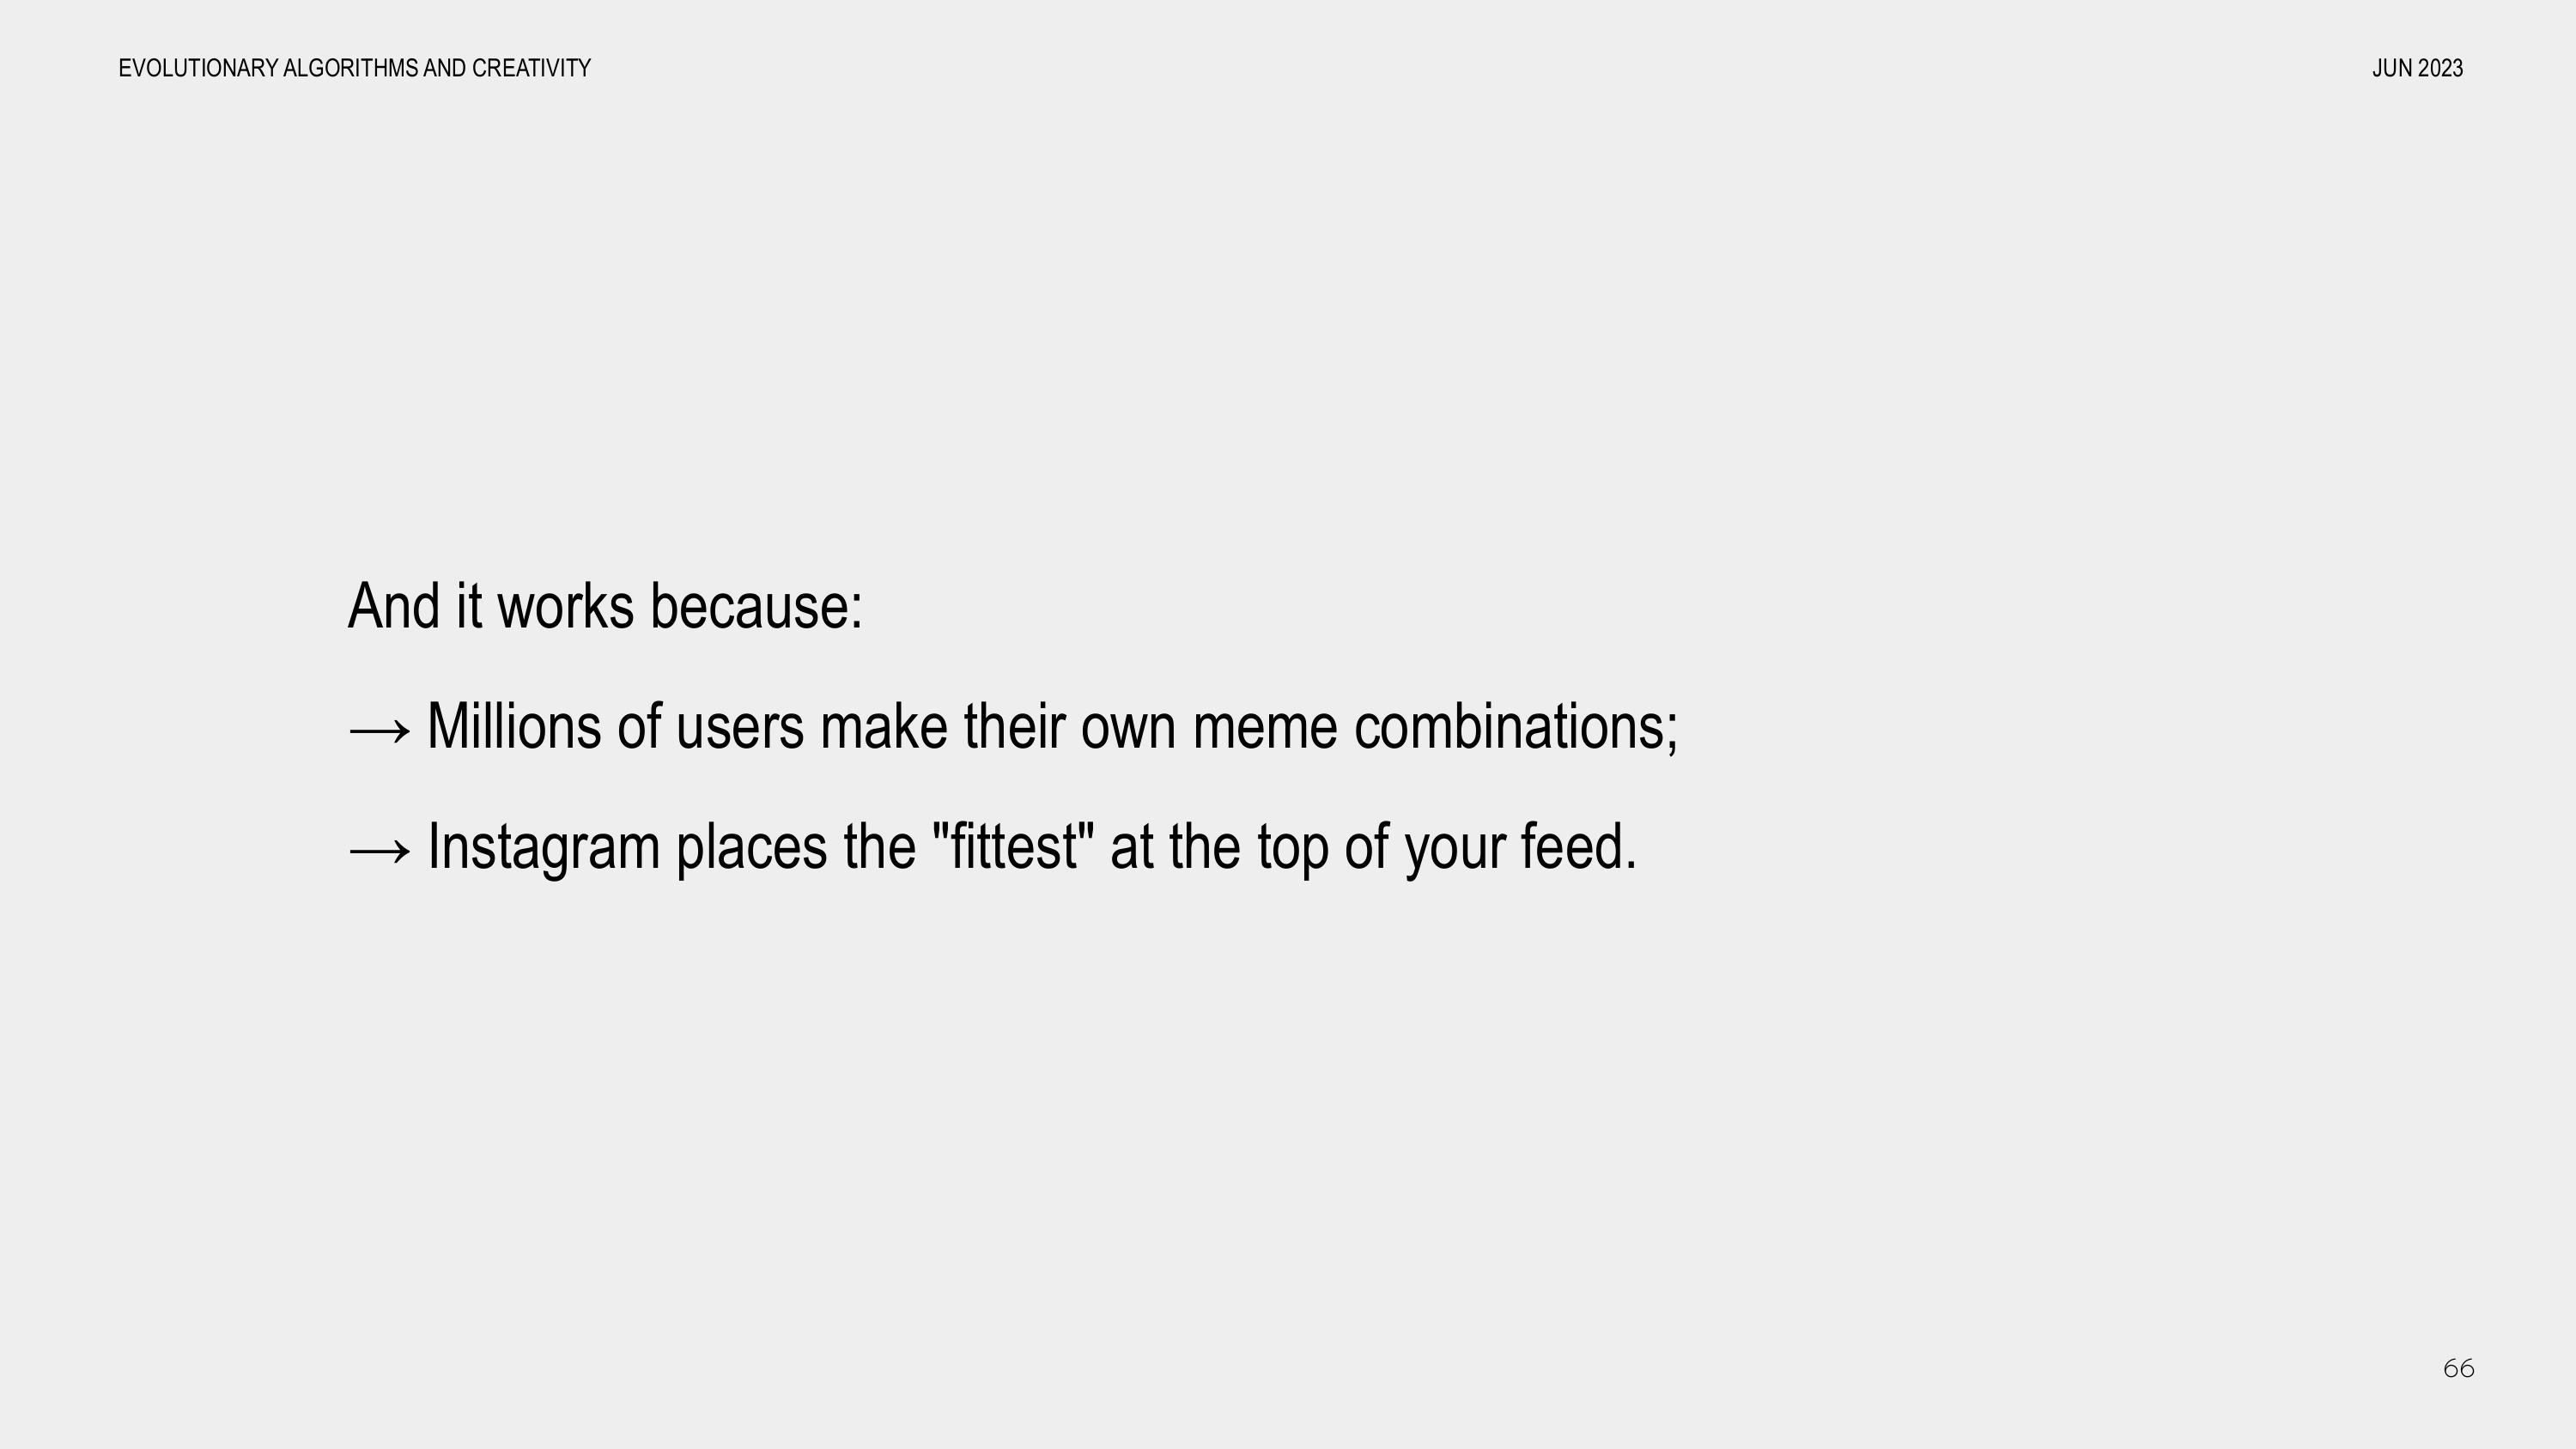 EVOLUTIONARY ALGORITHMS AND CREATIVITY
JUN 2023
And it works because:
→ Millions of users make their own meme combinations;
→ Instagram places the "fittest" at the top of your feed.
66